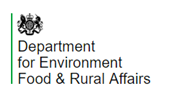 Department
for Environment
Food & Rural Affairs